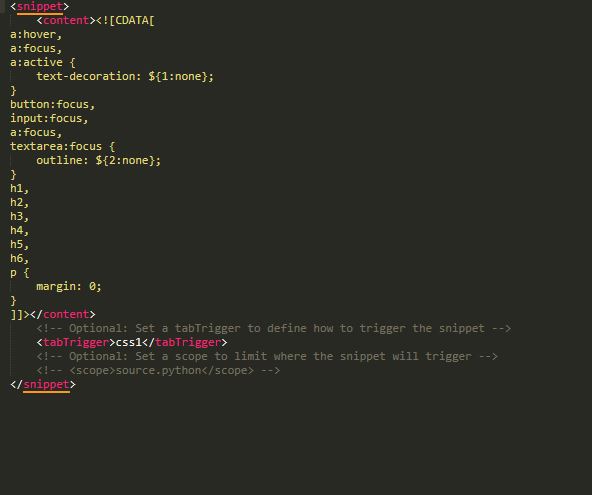 <snippet>
    <content><![CDATA[
a:hover,
a:focus,
a:active {
    text-decoration: ${1:none};
}
button:focus,
input:focus,
a:focus,
textarea:focus {
    outline: ${2:none};
}
h1,
h2,
h3,
h4,
h5,
h6,
p {
    margin: 0;
}
]]></content>
    <!-- Optional: Set a tabTrigger to define how to trigger the snippet -->
    <tabTrigger>css1</tabTrigger>
    <!-- Optional: Set a scope to limit where the snippet will trigger -->
    <!-- <scope>source.python</scope> -->
</snippet>